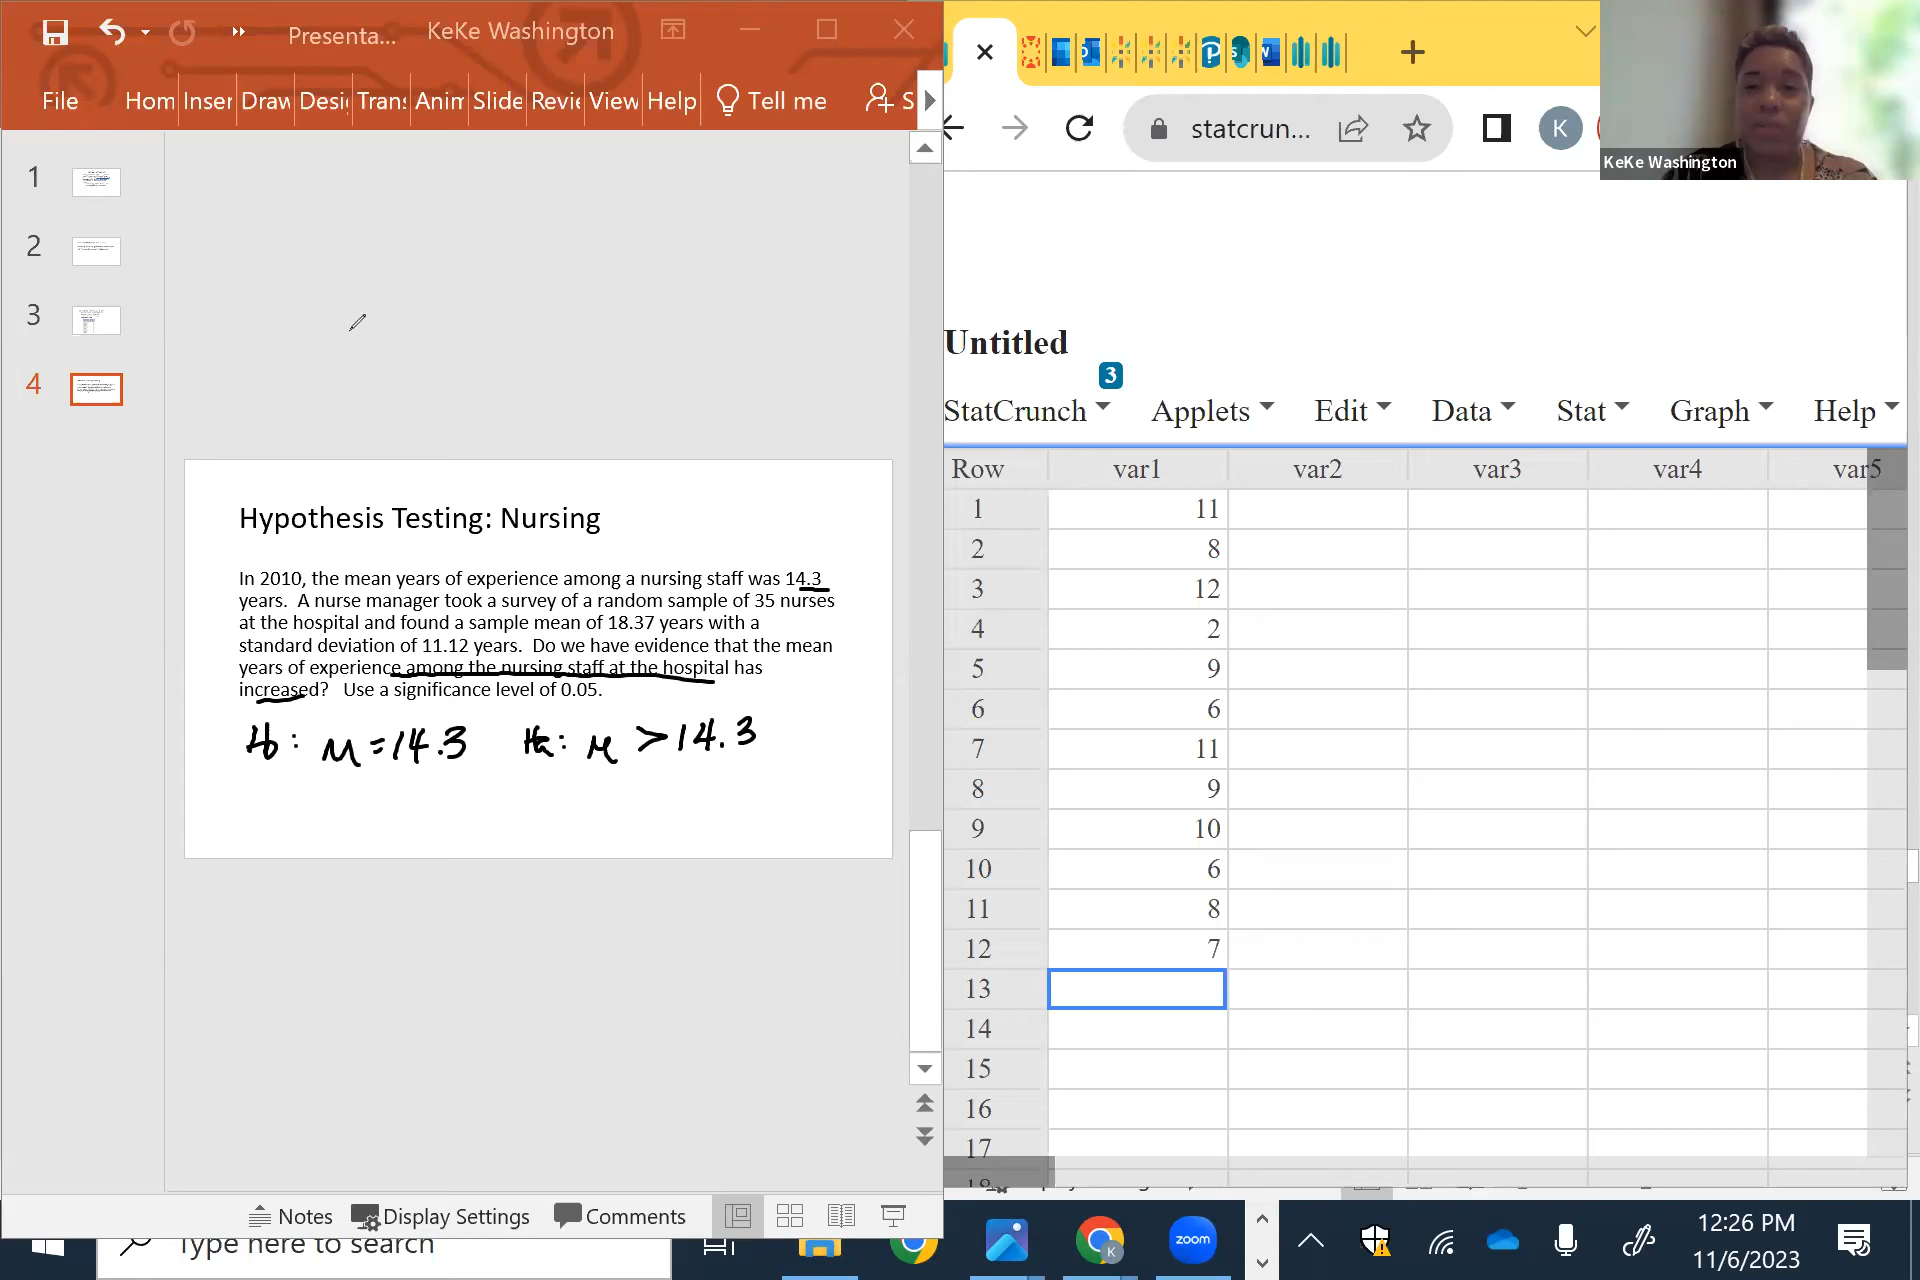 Presenta... KeKe Washington
File Hom Inser Draw Desi Trans Anim Slide Revie View Help Tell me S
1
2
3
4
Hypothesis Testing: Nursing
In 2010, the mean years of experience among a nursing staff was 14.3
years. A nurse manager took a survey of a random sample of 35 nurses
at the hospital and found a sample mean of 18.37 years with a
standard deviation of 11.12 years. Do we have evidence that the mean
years of experience among the nursing staff at the hospital has
increased? Use a significance level of 0.05.
H0: μ=14.3 Ha: μ >14.3
Notes Display Settings Comments
statcrun... K
KeKe Washington
Untitled
3
StatCrunch Applets Edit Data Stat Graph Help
Row var1 var2 var3 var4 var5
1 11
2 8
3 12
4 2
5 9
6 6
7 11
8 9
9 10
10 6
11 8
12 7
13
14
15
16
17
18
Type here to search
K
zoom
12:26 PM
11/6/2023